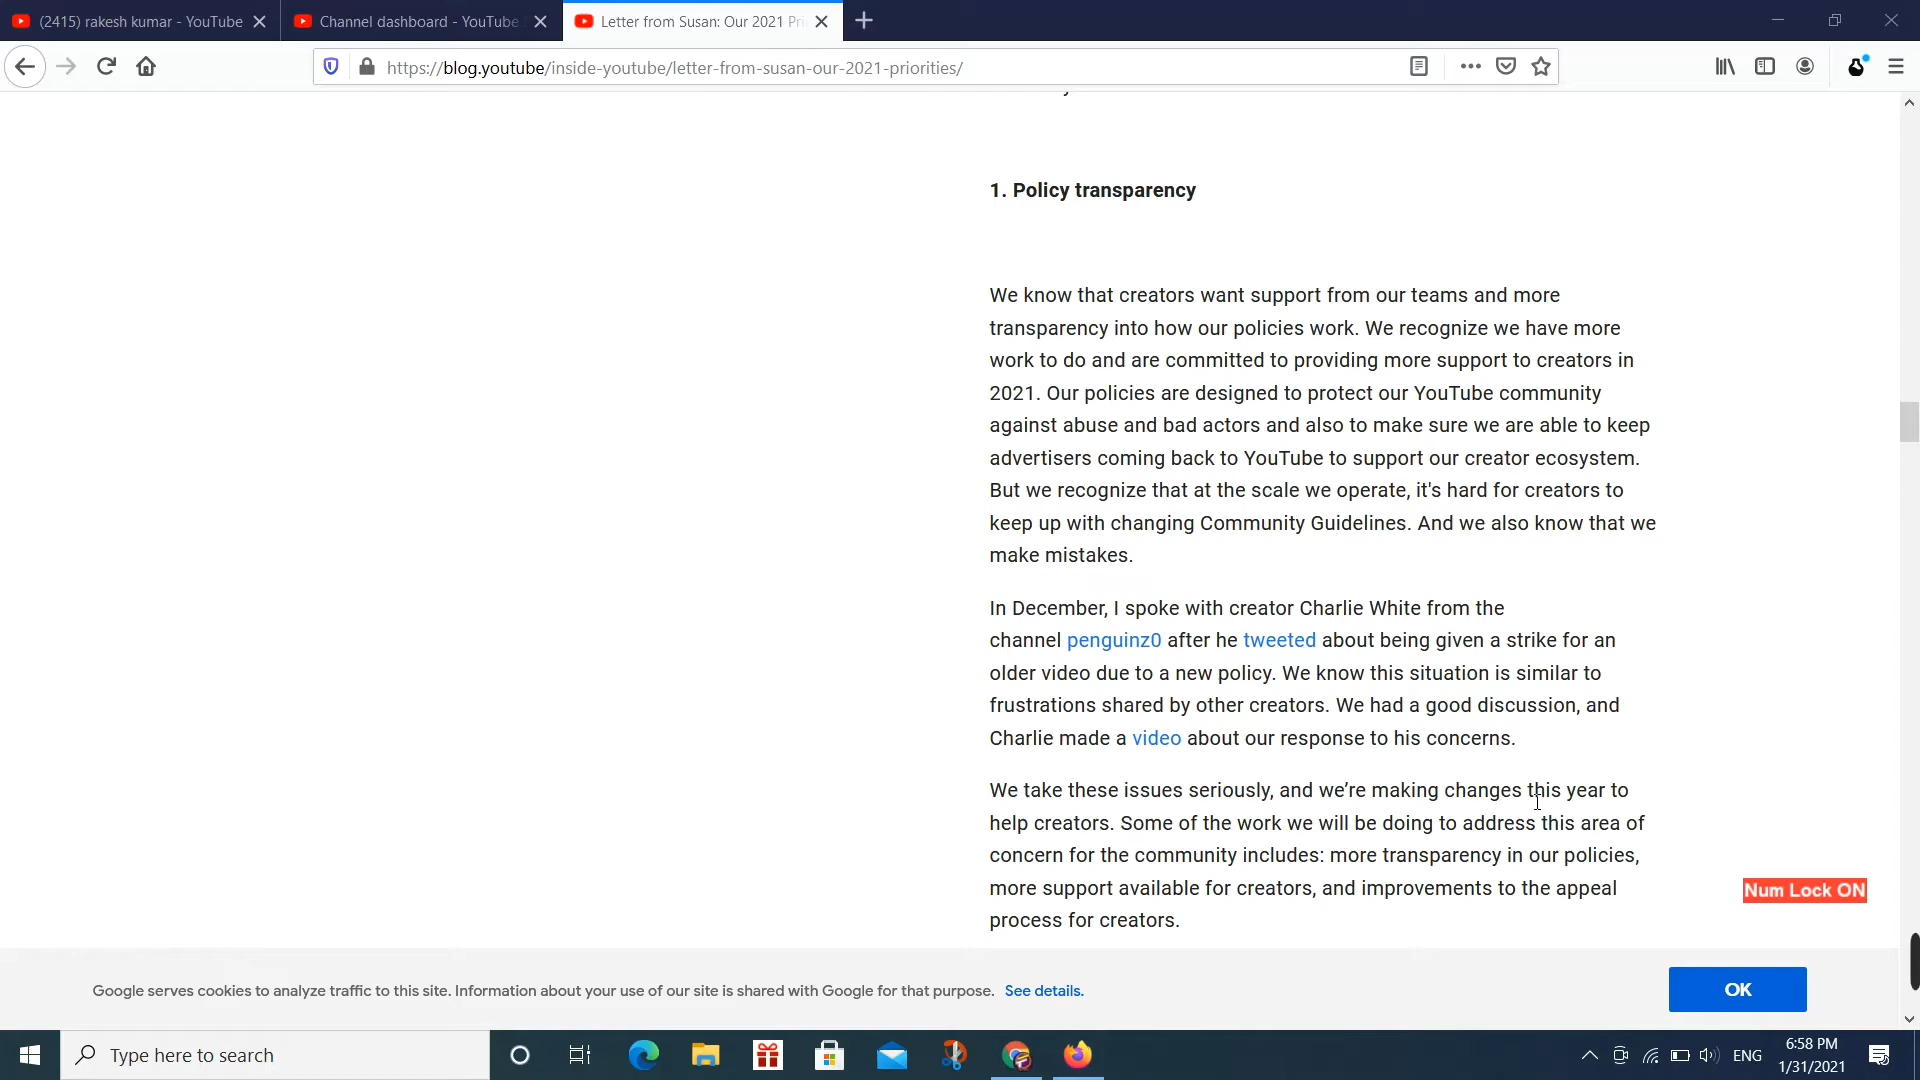 (2415) rakesh kumar - YouTube
Channel dashboard - YouTube
Letter from Susan: Our 2021 Pri
https://blog.youtube/inside-youtube/letter-from-susan-our-2021-priorities/
1. Policy transparency
We know that creators want support from our teams and more
transparency into how our policies work. We recognize we have more
work to do and are committed to providing more support to creators in
2021. Our policies are designed to protect our YouTube community
against abuse and bad actors and also to make sure we are able to keep
advertisers coming back to YouTube to support our creator ecosystem.
But we recognize that at the scale we operate, it's hard for creators to
keep up with changing Community Guidelines. And we also know that we
make mistakes.
In December, I spoke with creator Charlie White from the
channel penguinz0 after he tweeted about being given a strike for an
older video due to a new policy. We know this situation is similar to
frustrations shared by other creators. We had a good discussion, and
Charlie made a video about our response to his concerns.
We take these issues seriously, and we’re making changes this year to
help creators. Some of the work we will be doing to address this area of
concern for the community includes: more transparency in our policies,
more support available for creators, and improvements to the appeal
process for creators.
Num Lock ON
Google serves cookies to analyze traffic to this site. Information about your use of our site is shared with Google for that purpose. See details.
OK
Type here to search
ENG
6:58 PM
1/31/2021